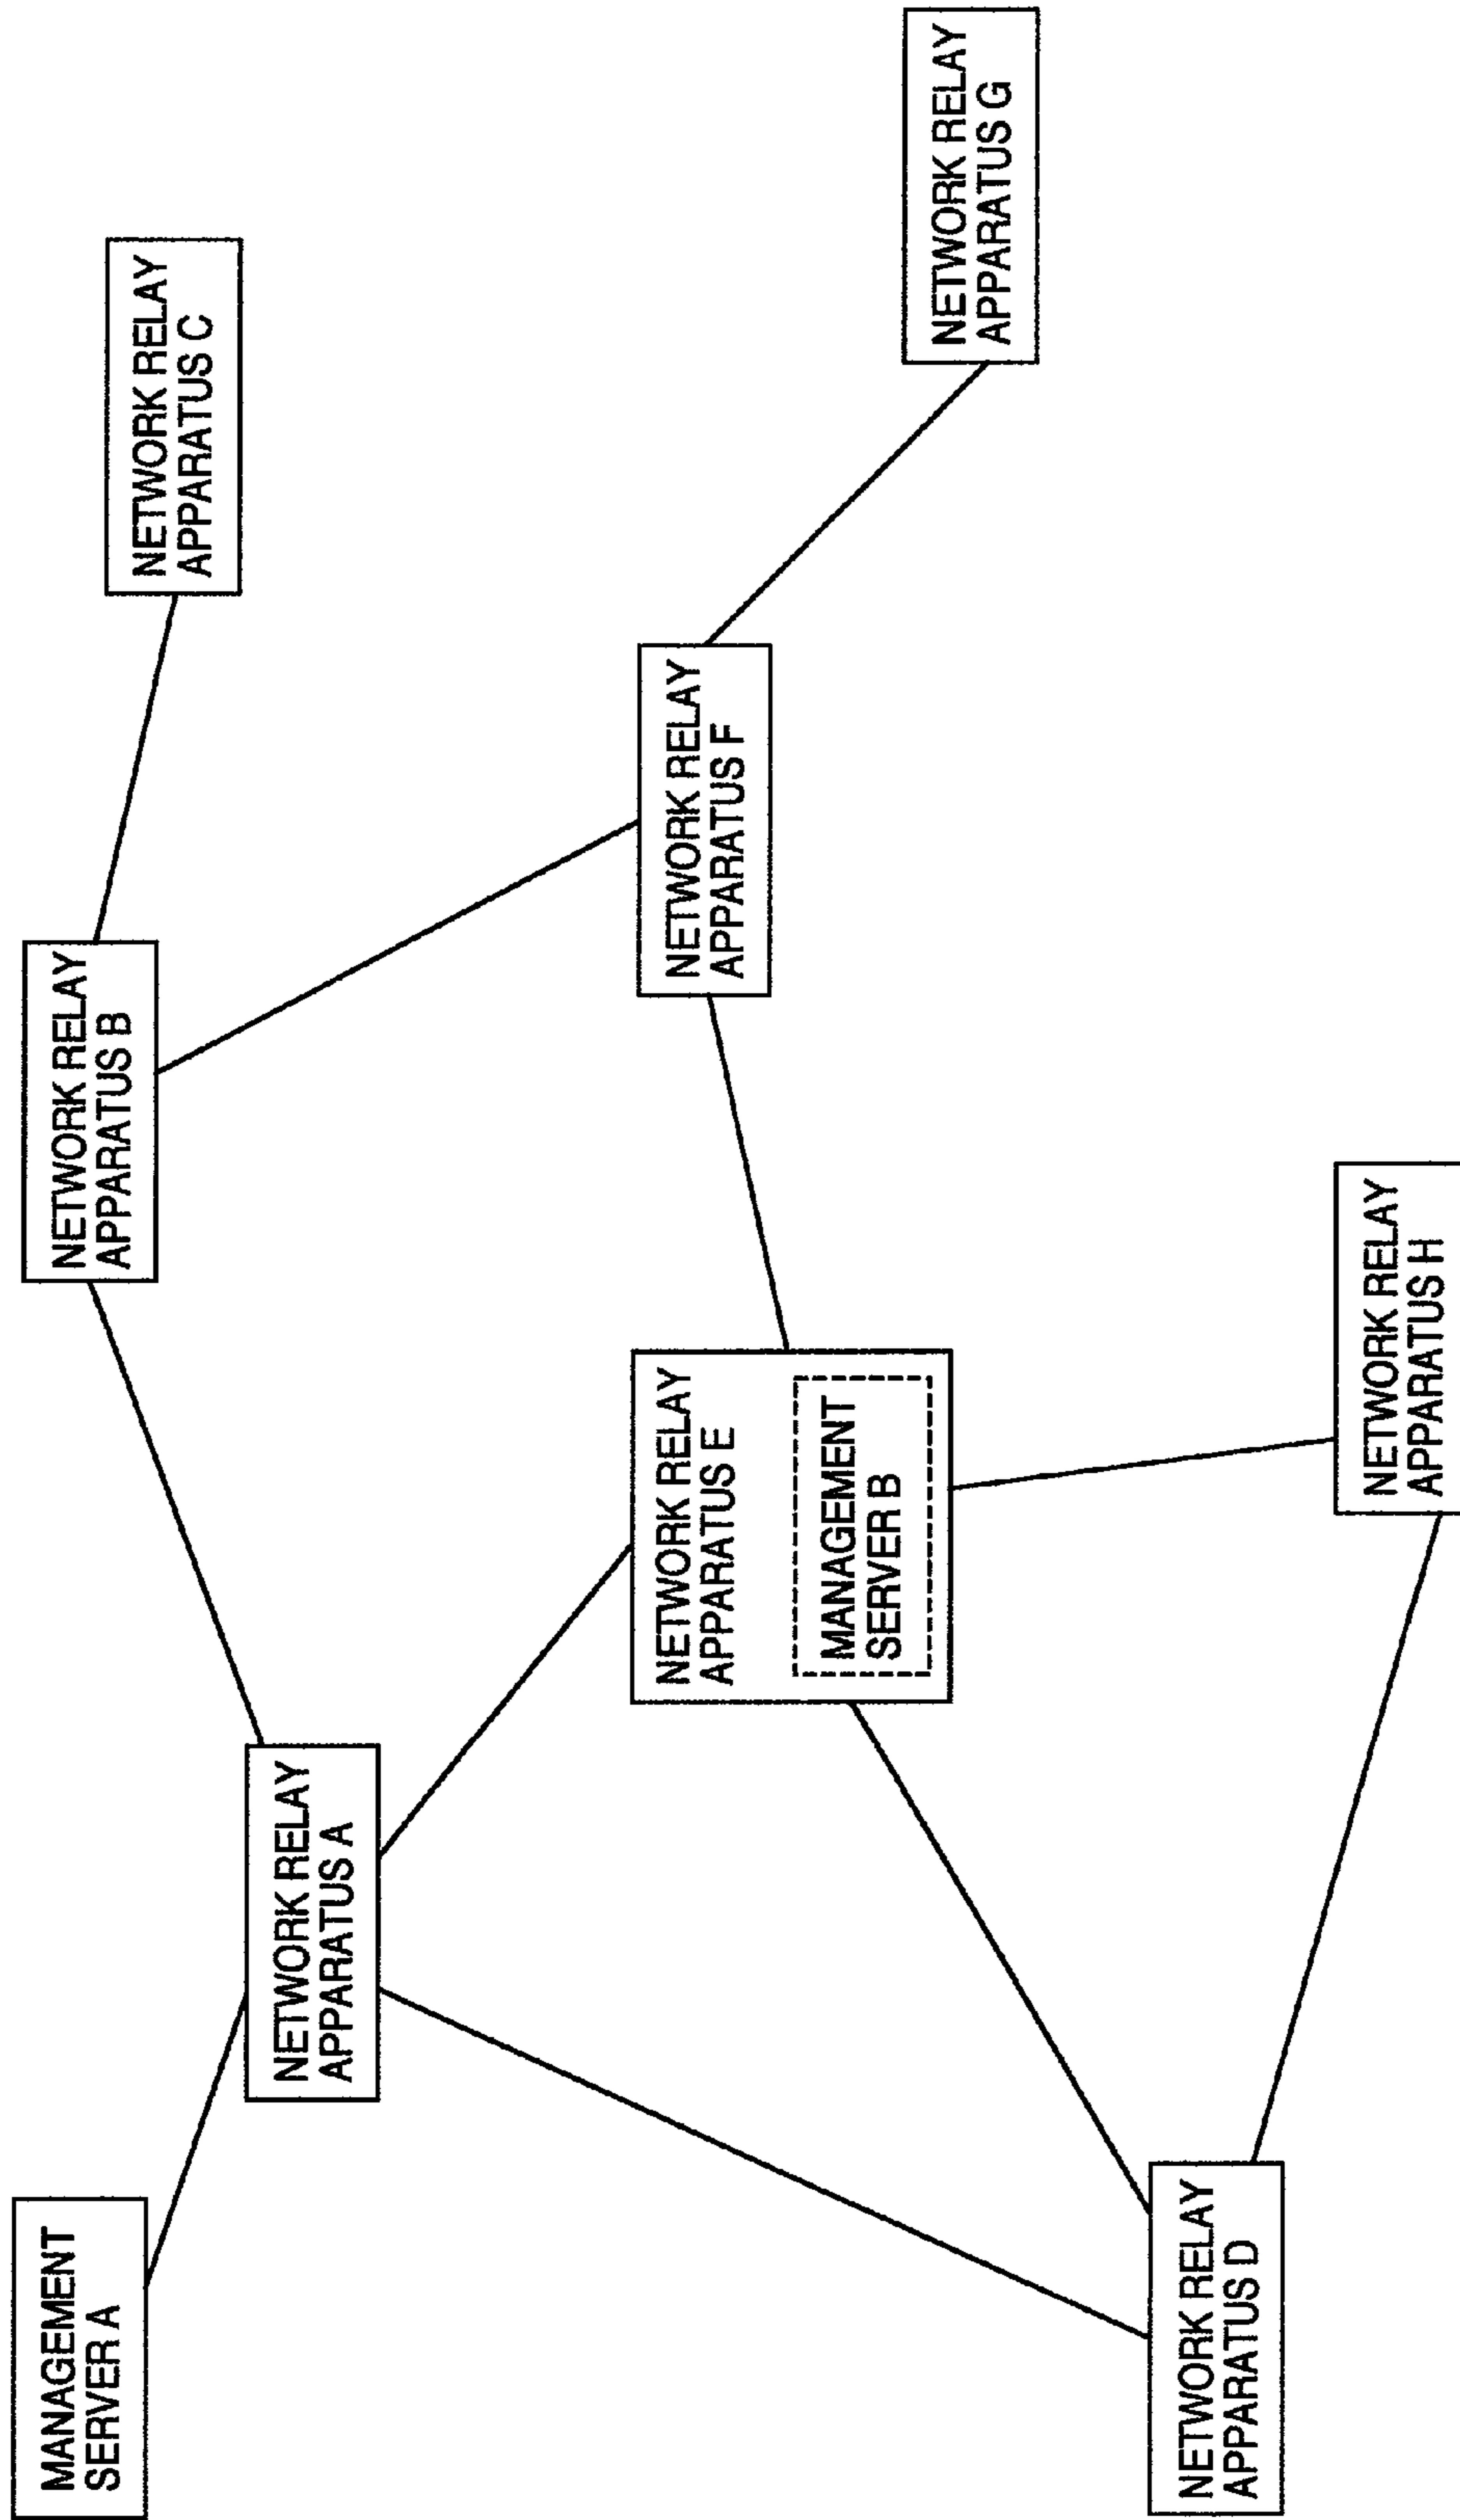 MANAGEMENT
SERVER A
NETWORK RELAY
APPARATUS A
NETWORK RELAY
APPARATUS B
NETWORK RELAY
APPARATUS C
NETWORK RELAY
APPARATUS D
NETWORK RELAY
APPARATUS E
MANAGEMENT
SERVER B
NETWORK RELAY
APPARATUS F
NETWORK RELAY
APPARATUS G
NETWORK RELAY
APPARATUS H